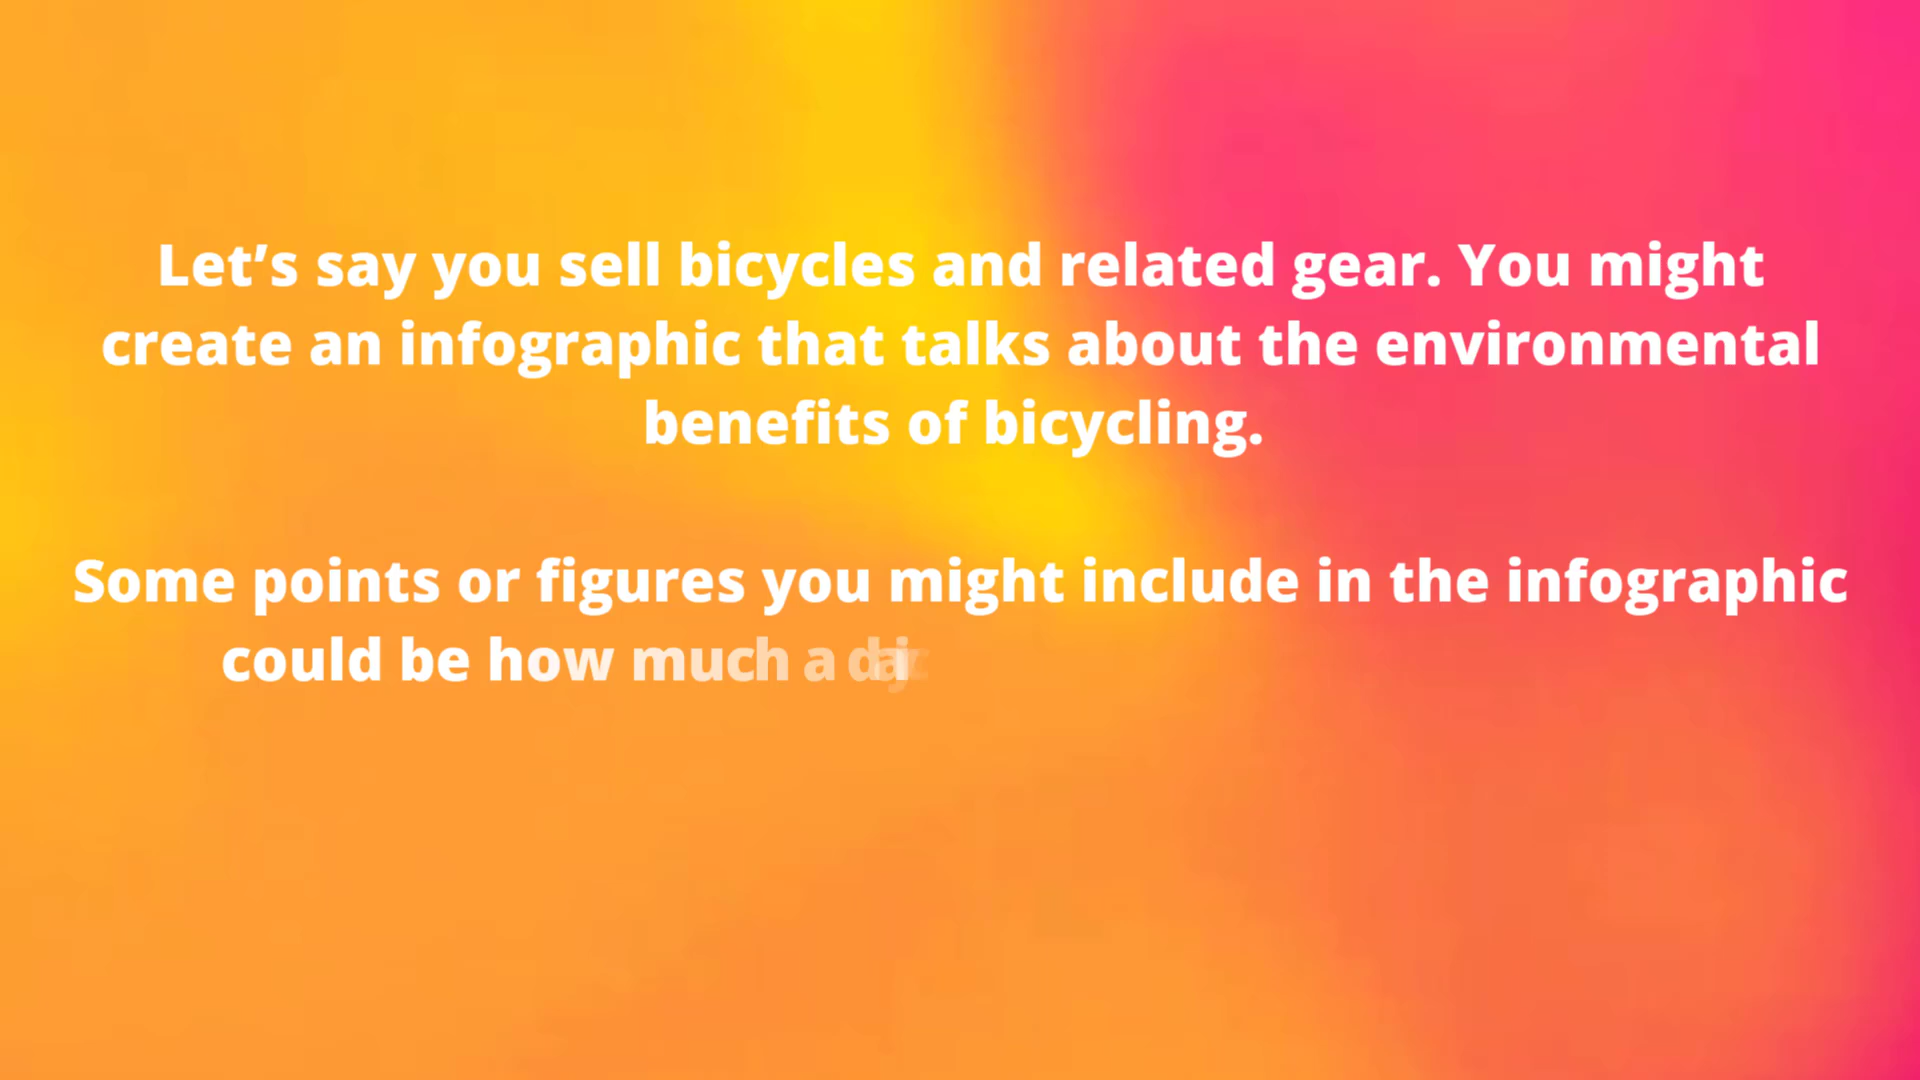 Let’s say you sell bicycles and related gear. You might
create an infographic that talks about the environmental
benefits of bicycling.
Some points or figures you might include in the infographic
could be how much a